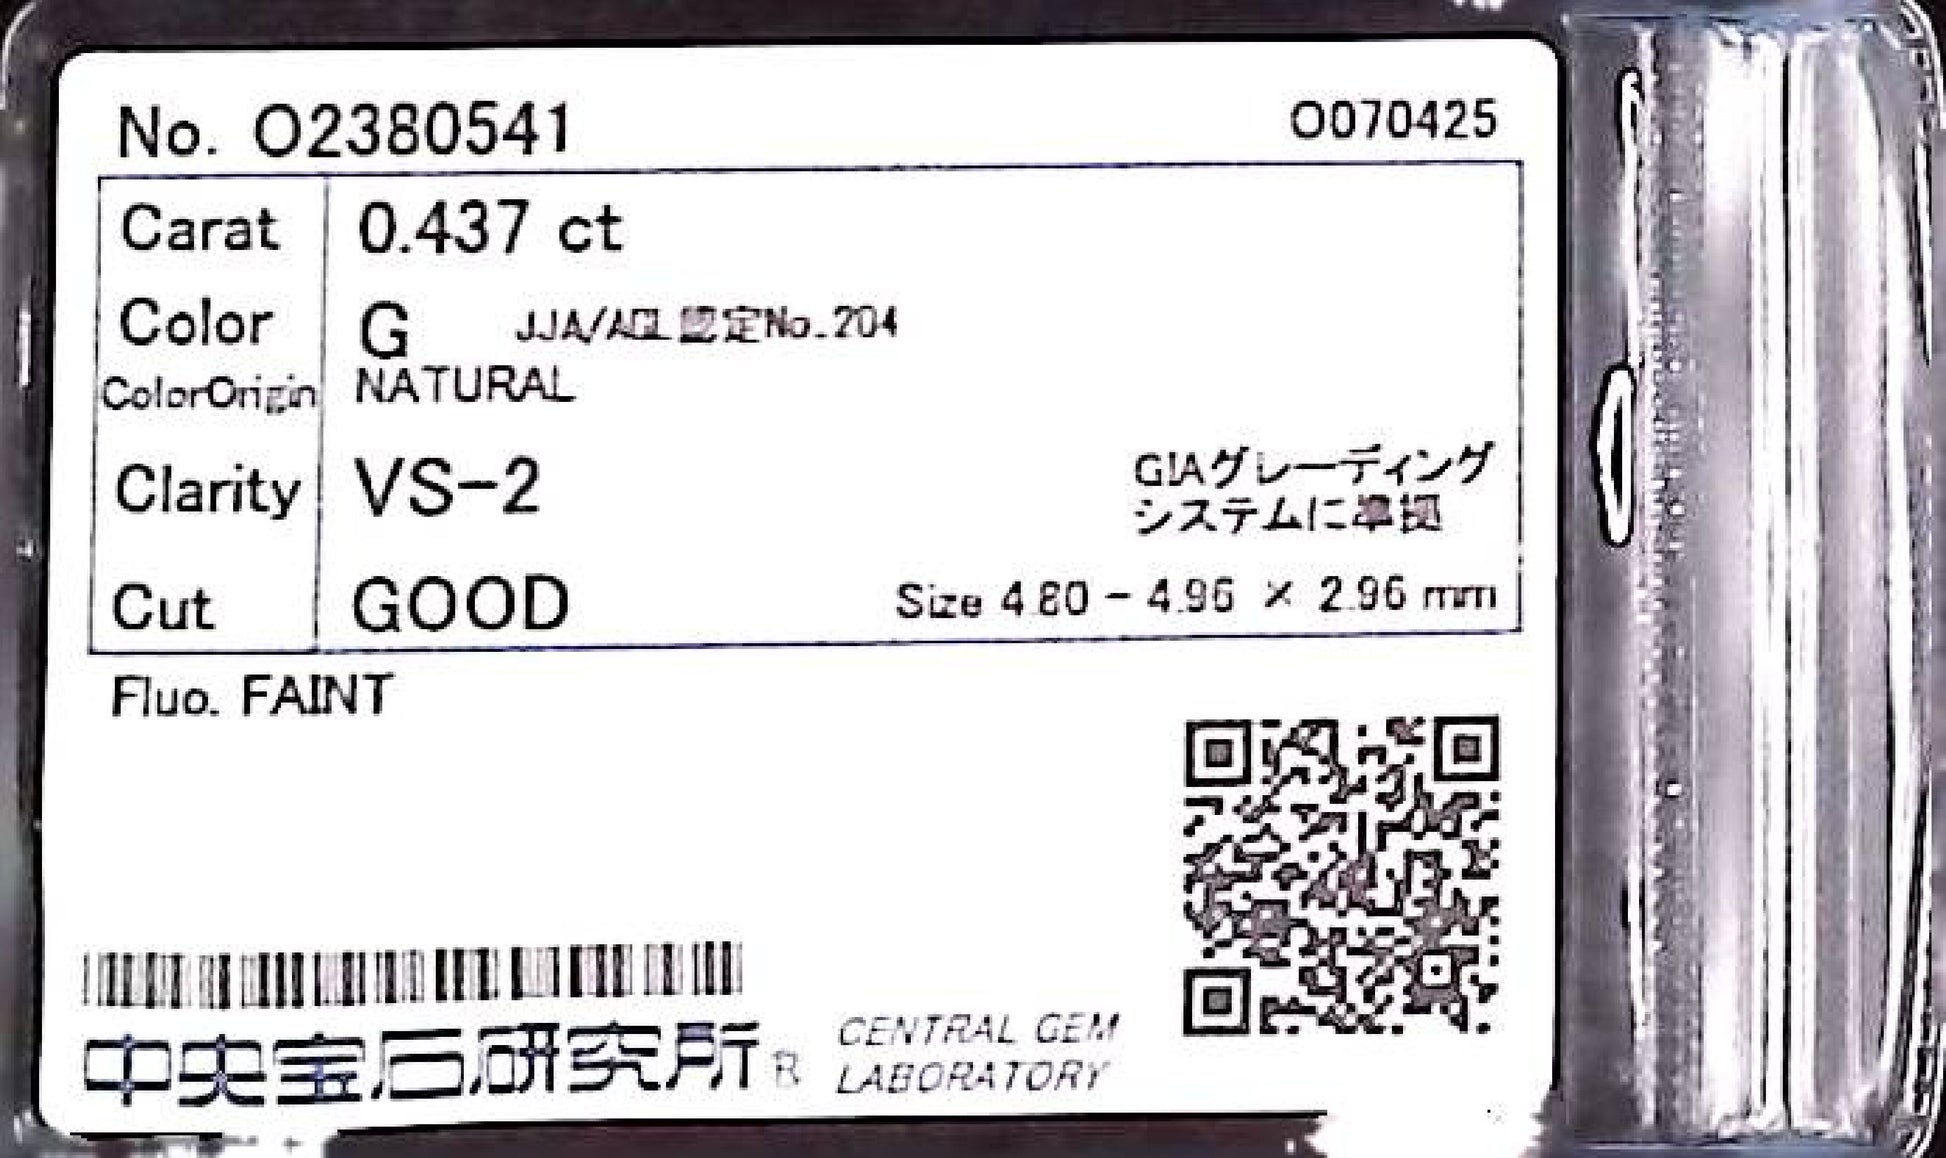 No. O2380541 O070425
Carat 0.437 ct
Color G JJA/AGL認定No.204
ColorOrigin NATURAL
Clarity VS-2 GIAグレーディング
システムに準拠
Cut GOOD Size 4.80 - 4.96 × 2.96 mm
Fluo. FAINT
中央宝石研究所 R CENTRAL GEM
LABORATORY